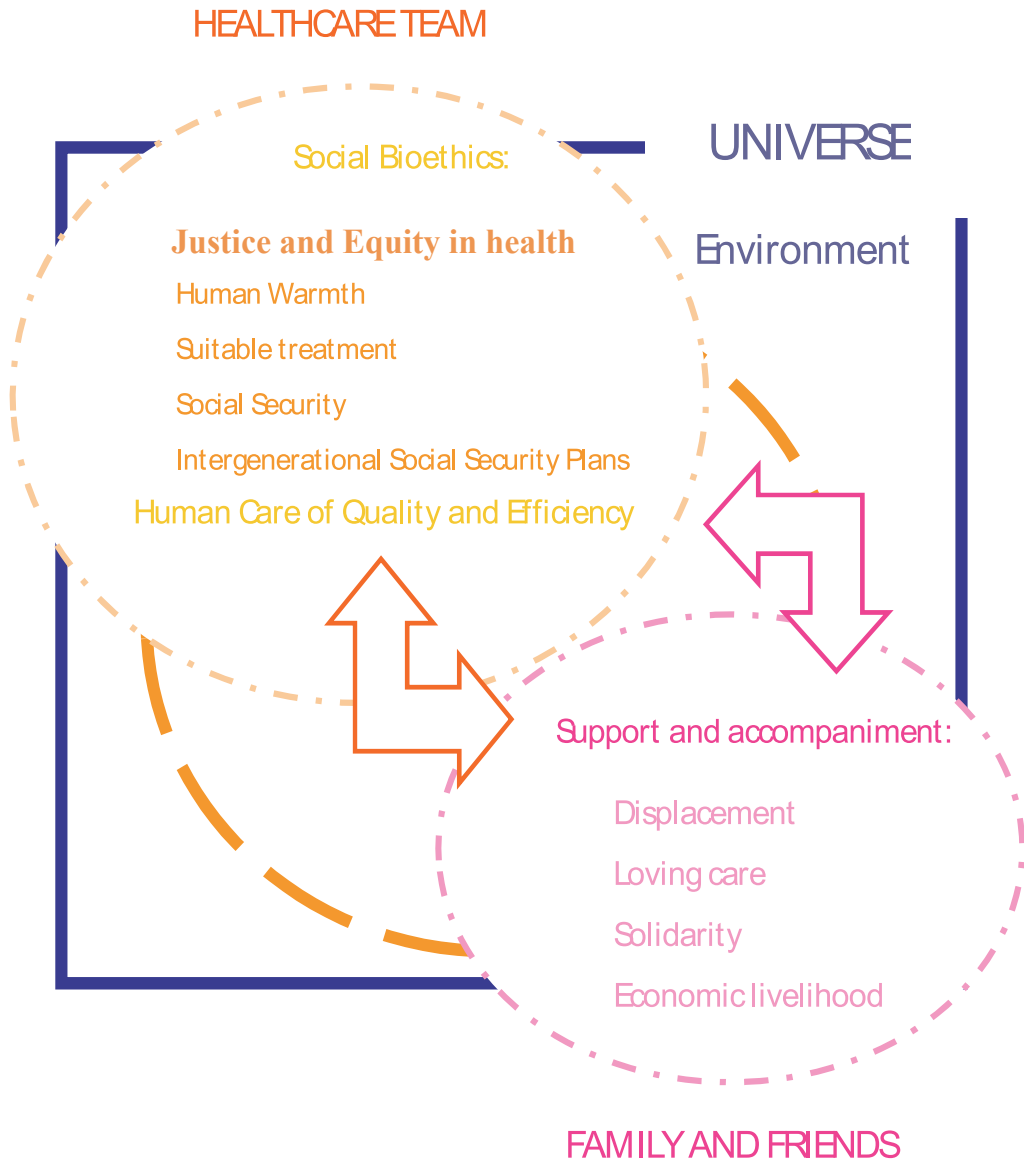 HEALTHCARE TEAM
UNIVERSE
Social Bioethics:
Justice and Equity in health
Environment
Human Warmth
Suitable treatment
Social Security
Intergenerational Social Security Plans
Human Care of Quality and Efficiency
Support and accompaniment:
Displacement
Loving care
Solidarity
Economic livelihood
FAMILY AND FRIENDS